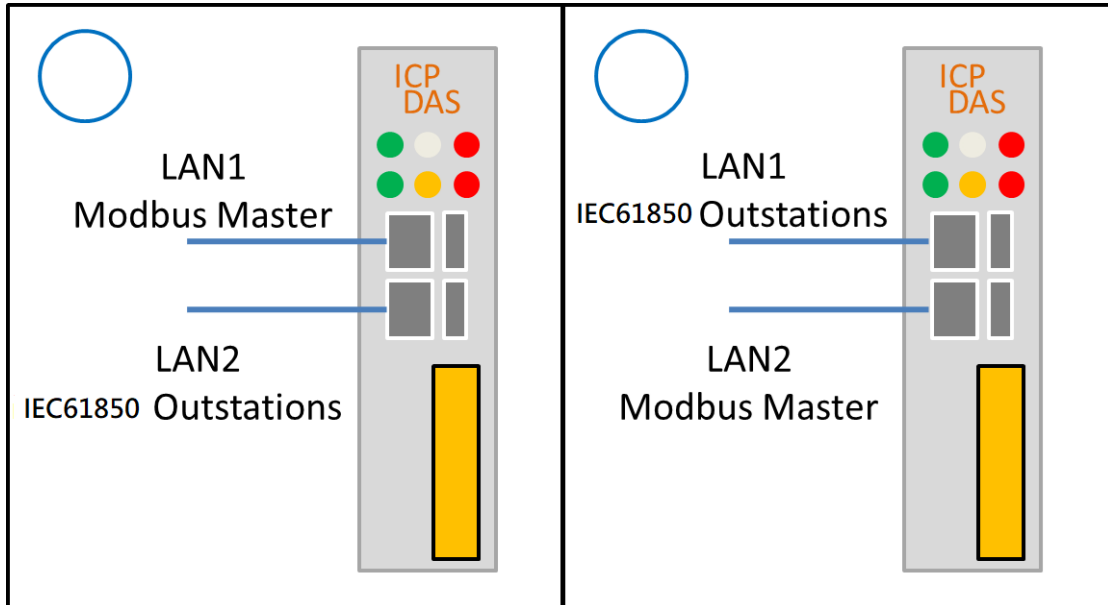 ICP
DAS
LAN1
Modbus Master
LAN2
IEC61850 Outstations
ICP
DAS
LAN1
IEC61850 Outstations
LAN2
Modbus Master